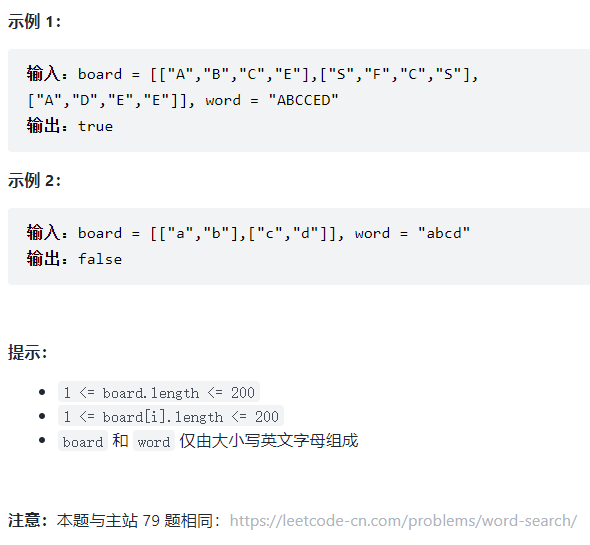 示例 1：
输入：board = [["A","B","C","E"],["S","F","C","S"],
["A","D","E","E"]], word = "ABCCED"
输出：true
示例 2：
输入：board = [["a","b"],["c","d"]], word = "abcd"
输出：false
提示：
1 <= board.length <= 200
1 <= board[i].length <= 200
board 和 word 仅由大小写英文字母组成
注意：本题与主站 79 题相同：https://leetcode-cn.com/problems/word-search/